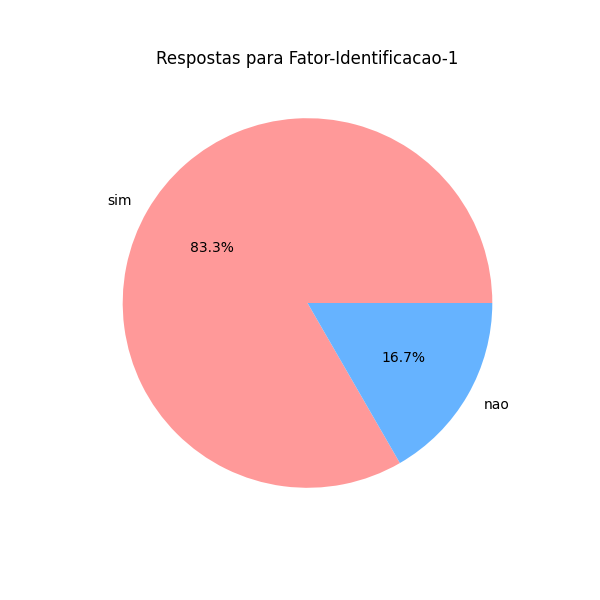 Respostas para Fator-Identificacao-1
sim
83.3%
16.7%
nao